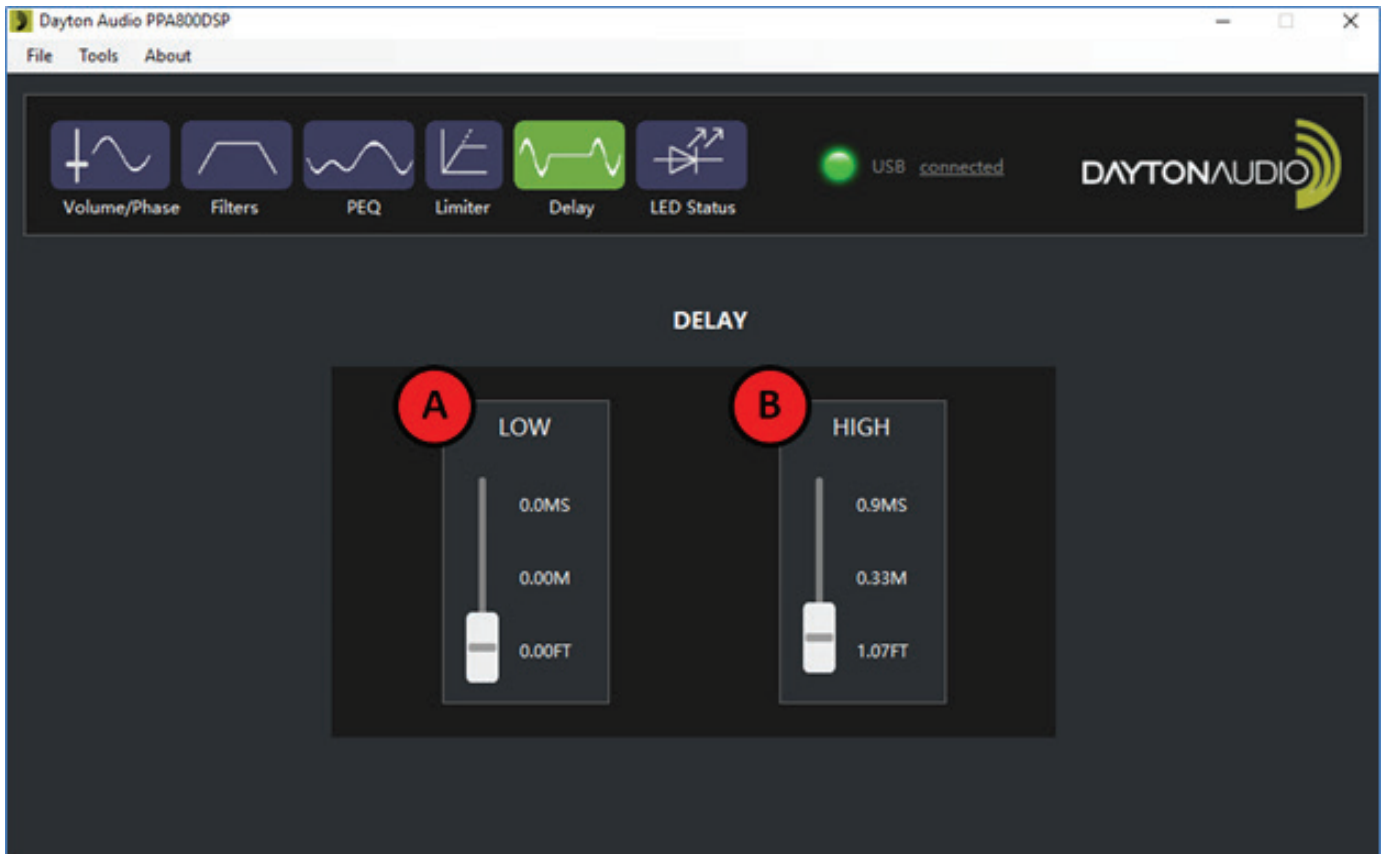 Dayton Audio PPA800DSP
File Tools About
Volume/Phase Filters PEQ Limiter Delay LED Status
USB connected
DAYTONAUDIO
DELAY
A
LOW
0.0MS
0.00M
0.00FT
B
HIGH
0.9MS
0.33M
1.07FT